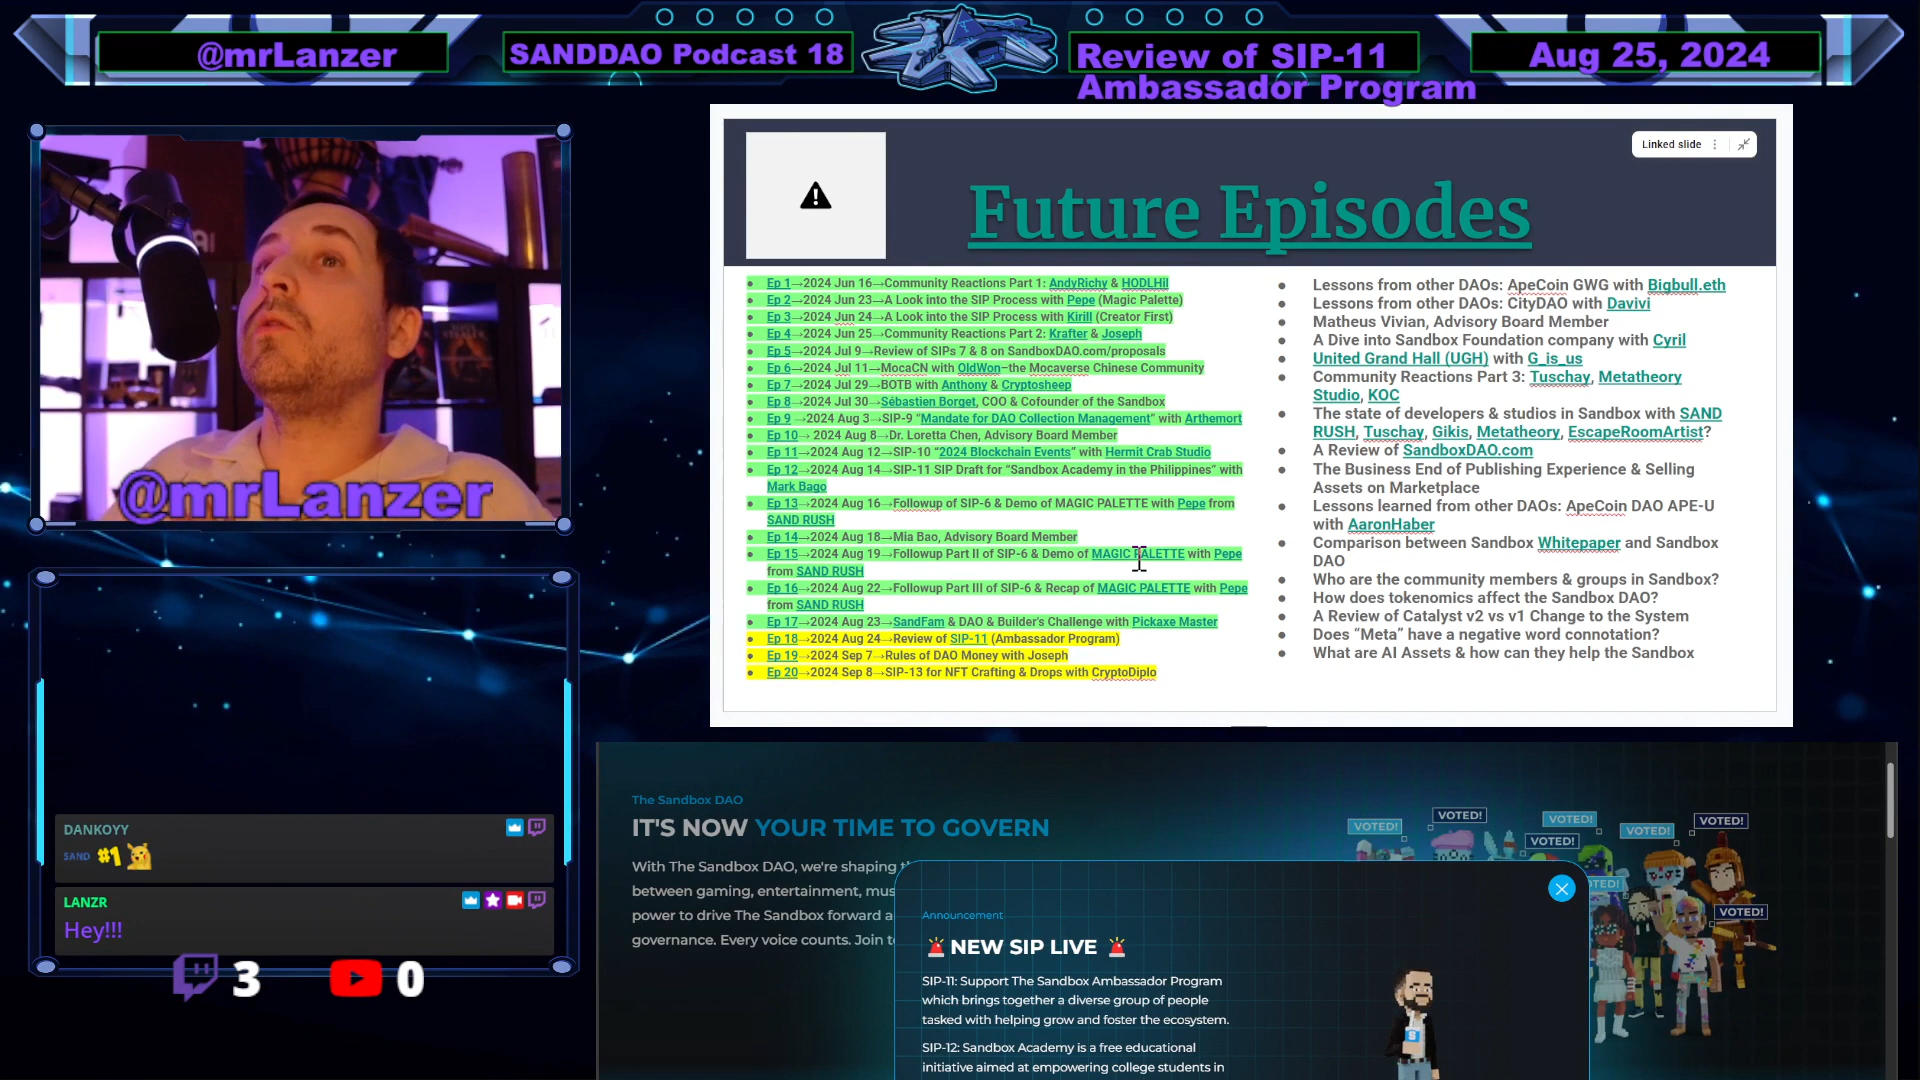 @mrLanzer
SANDDAO Podcast 18
Review of SIP-11
Ambassador Program
Aug 25, 2024
@mrLanzer
Linked slide
Future Episodes
Ep 1→2024 Jun 16→Community Reactions Part 1: AndyRichy & HODLHil
Ep 2→2024 Jun 23→A Look into the SIP Process with Pepe (Magic Palette)
Ep 3→2024 Jun 24→A Look into the SIP Process with Kirill (Creator First)
Ep 4→2024 Jun 25→Community Reactions Part 2: Krafter & Joseph
Ep 5→2024 Jul 9→Review of SIPs 7 & 8 on SandboxDAO.com/proposals
Ep 6→2024 Jul 11→MocaCN with OldWon–the Mocaverse Chinese Community
Ep 7→2024 Jul 29→BOTB with Anthony & Cryptosheep
Ep 8→2024 Jul 30→Sébastien Borget, COO & Cofounder of the Sandbox
Ep 9 →2024 Aug 3→SIP-9 “Mandate for DAO Collection Management” with Arthemort
Ep 10→ 2024 Aug 8→Dr. Loretta Chen, Advisory Board Member
Ep 11→2024 Aug 12→SIP-10 “2024 Blockchain Events” with Hermit Crab Studio
Ep 12→2024 Aug 14→SIP-11 SIP Draft for “Sandbox Academy in the Philippines” with
Mark Bago
Ep 13→2024 Aug 16→Followup of SIP-6 & Demo of MAGIC PALETTE with Pepe from
SAND RUSH
Ep 14→2024 Aug 18→Mia Bao, Advisory Board Member
Ep 15→2024 Aug 19→Followup Part II of SIP-6 & Demo of MAGIC PALETTE with Pepe
from SAND RUSH
Ep 16→2024 Aug 22→Followup Part III of SIP-6 & Recap of MAGIC PALETTE with Pepe
from SAND RUSH
Ep 17→2024 Aug 23→SandFam & DAO & Builder's Challenge with Pickaxe Master
Ep 18→2024 Aug 24→Review of SIP-11 (Ambassador Program)
Ep 19→2024 Sep 7→Rules of DAO Money with Joseph
Ep 20→2024 Sep 8→SIP-13 for NFT Crafting & Drops with CryptoDiplo
Lessons from other DAOs: ApeCoin GWG with Bigbull.eth
Lessons from other DAOs: CityDAO with Davivi
Matheus Vivian, Advisory Board Member
A Dive into Sandbox Foundation company with Cyril
United Grand Hall (UGH) with G_is_us
Community Reactions Part 3: Tuschay, Metatheory
Studio, KOC
The state of developers & studios in Sandbox with SAND
RUSH, Tuschay, Gikis, Metatheory, EscapeRoomArtist?
A Review of SandboxDAO.com
The Business End of Publishing Experience & Selling
Assets on Marketplace
Lessons learned from other DAOs: ApeCoin DAO APE-U
with AaronHaber
Comparison between Sandbox Whitepaper and Sandbox
DAO
Who are the community members & groups in Sandbox?
How does tokenomics affect the Sandbox DAO?
A Review of Catalyst v2 vs v1 Change to the System
Does “Meta” have a negative word connotation?
What are AI Assets & how can they help the Sandbox
DANKOYY
SAND #1
LANZR
Hey!!!
3
0
The Sandbox DAO
IT'S NOW YOUR TIME TO GOVERN
With The Sandbox DAO, we're shaping
between gaming, entertainment, mus
power to drive The Sandbox forward a
governance. Every voice counts. Join t
VOTED!
VOTED!
VOTED!
VOTED!
VOTED!
VOTED!
VOTED!
Announcement
NEW SIP LIVE
SIP-11: Support The Sandbox Ambassador Program
which brings together a diverse group of people
tasked with helping grow and foster the ecosystem.
SIP-12: Sandbox Academy is a free educational
initiative aimed at empowering college students in